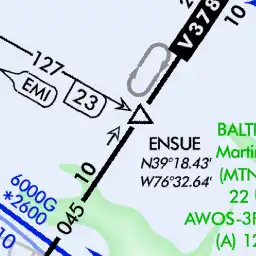 V378
10
127
EMI
23
ENSUE
N39°18.43'
W76°32.64'
10
045
6000G
*2600
10
BALT
Martin
(MTN
22
AWOS-3
(A) 12